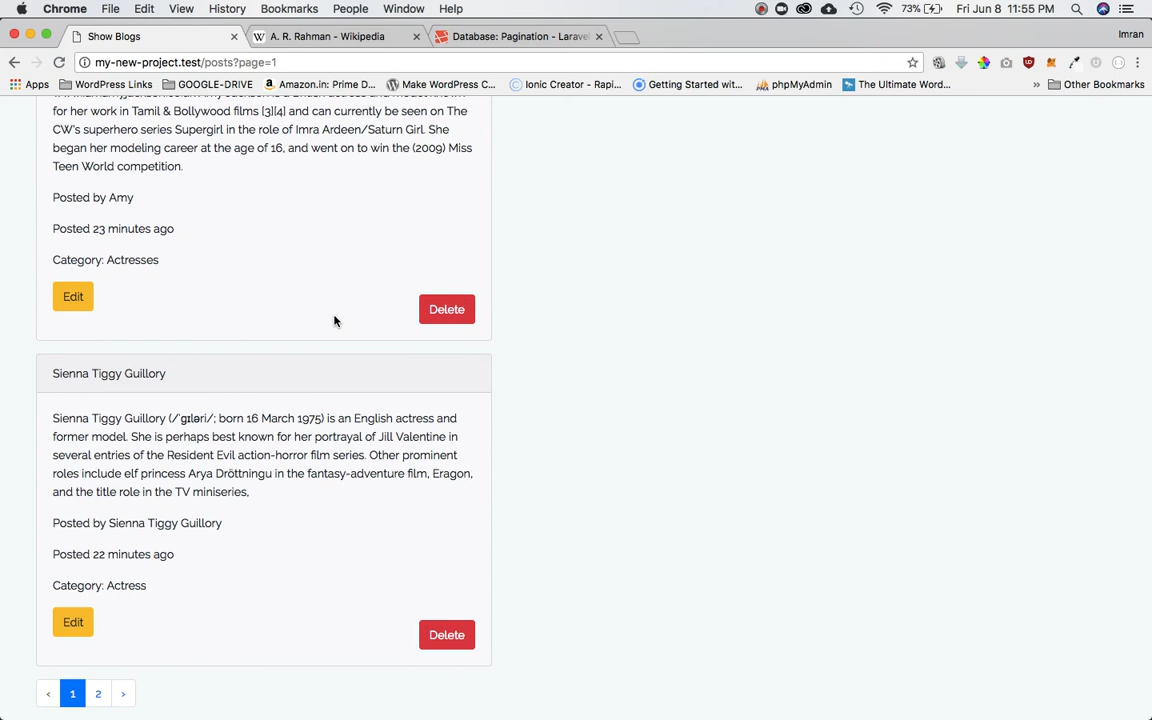 Chrome File Edit View History Bookmarks People Window Help 73% Fri Jun 8 11:55 PM
Show Blogs × A. R. Rahman - Wikipedia × Database: Pagination - Larave × Imran
my-new-project.test/posts?page=1
Apps WordPress Links GOOGLE-DRIVE Amazon.in: Prime D... Make WordPress C... Ionic Creator - Rapi... Getting Started wit... phpMyAdmin The Ultimate Word... » Other Bookmarks
for her work in Tamil & Bollywood films [3][4] and can currently be seen on The
CW's superhero series Supergirl in the role of Imra Ardeen/Saturn Girl. She
began her modeling career at the age of 16, and went on to win the (2009) Miss
Teen World competition.
Posted by Amy
Posted 23 minutes ago
Category: Actresses
Edit
Delete
Sienna Tiggy Guillory
Sienna Tiggy Guillory (/ˈɡɪləri/; born 16 March 1975) is an English actress and
former model. She is perhaps best known for her portrayal of Jill Valentine in
several entries of the Resident Evil action-horror film series. Other prominent
roles include elf princess Arya Dröttningu in the fantasy-adventure film, Eragon,
and the title role in the TV miniseries,
Posted by Sienna Tiggy Guillory
Posted 22 minutes ago
Category: Actress
Edit
Delete
‹ 1 2 ›